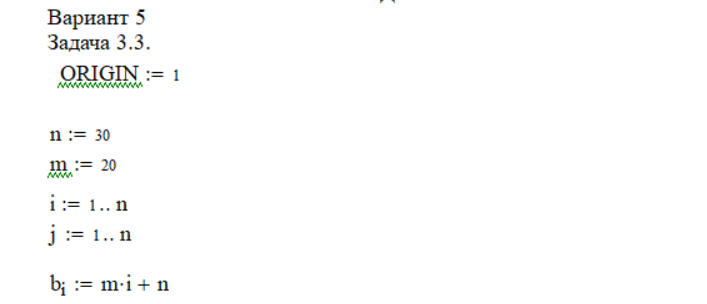 Вариант 5
Задача 3.3.
ORIGIN := 1
n := 30
m := 20
i := 1.. n
j := 1.. n
bᵢ := m·i + n